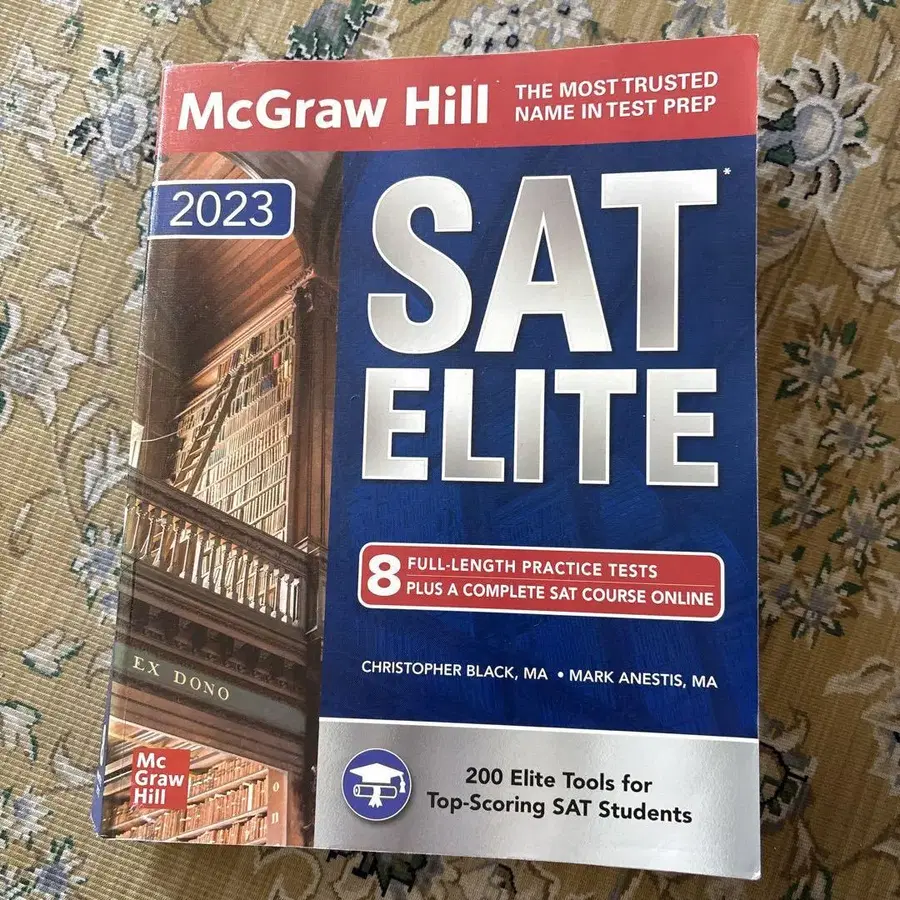 McGraw Hill
THE MOST TRUSTED
NAME IN TEST PREP
2023
SAT*
ELITE
8
FULL-LENGTH PRACTICE TESTS
PLUS A COMPLETE SAT COURSE ONLINE
CHRISTOPHER BLACK, MA • MARK ANESTIS, MA
EX DONO
Mc
Graw
Hill
o
n
200 Elite Tools for
Top-Scoring SAT Students